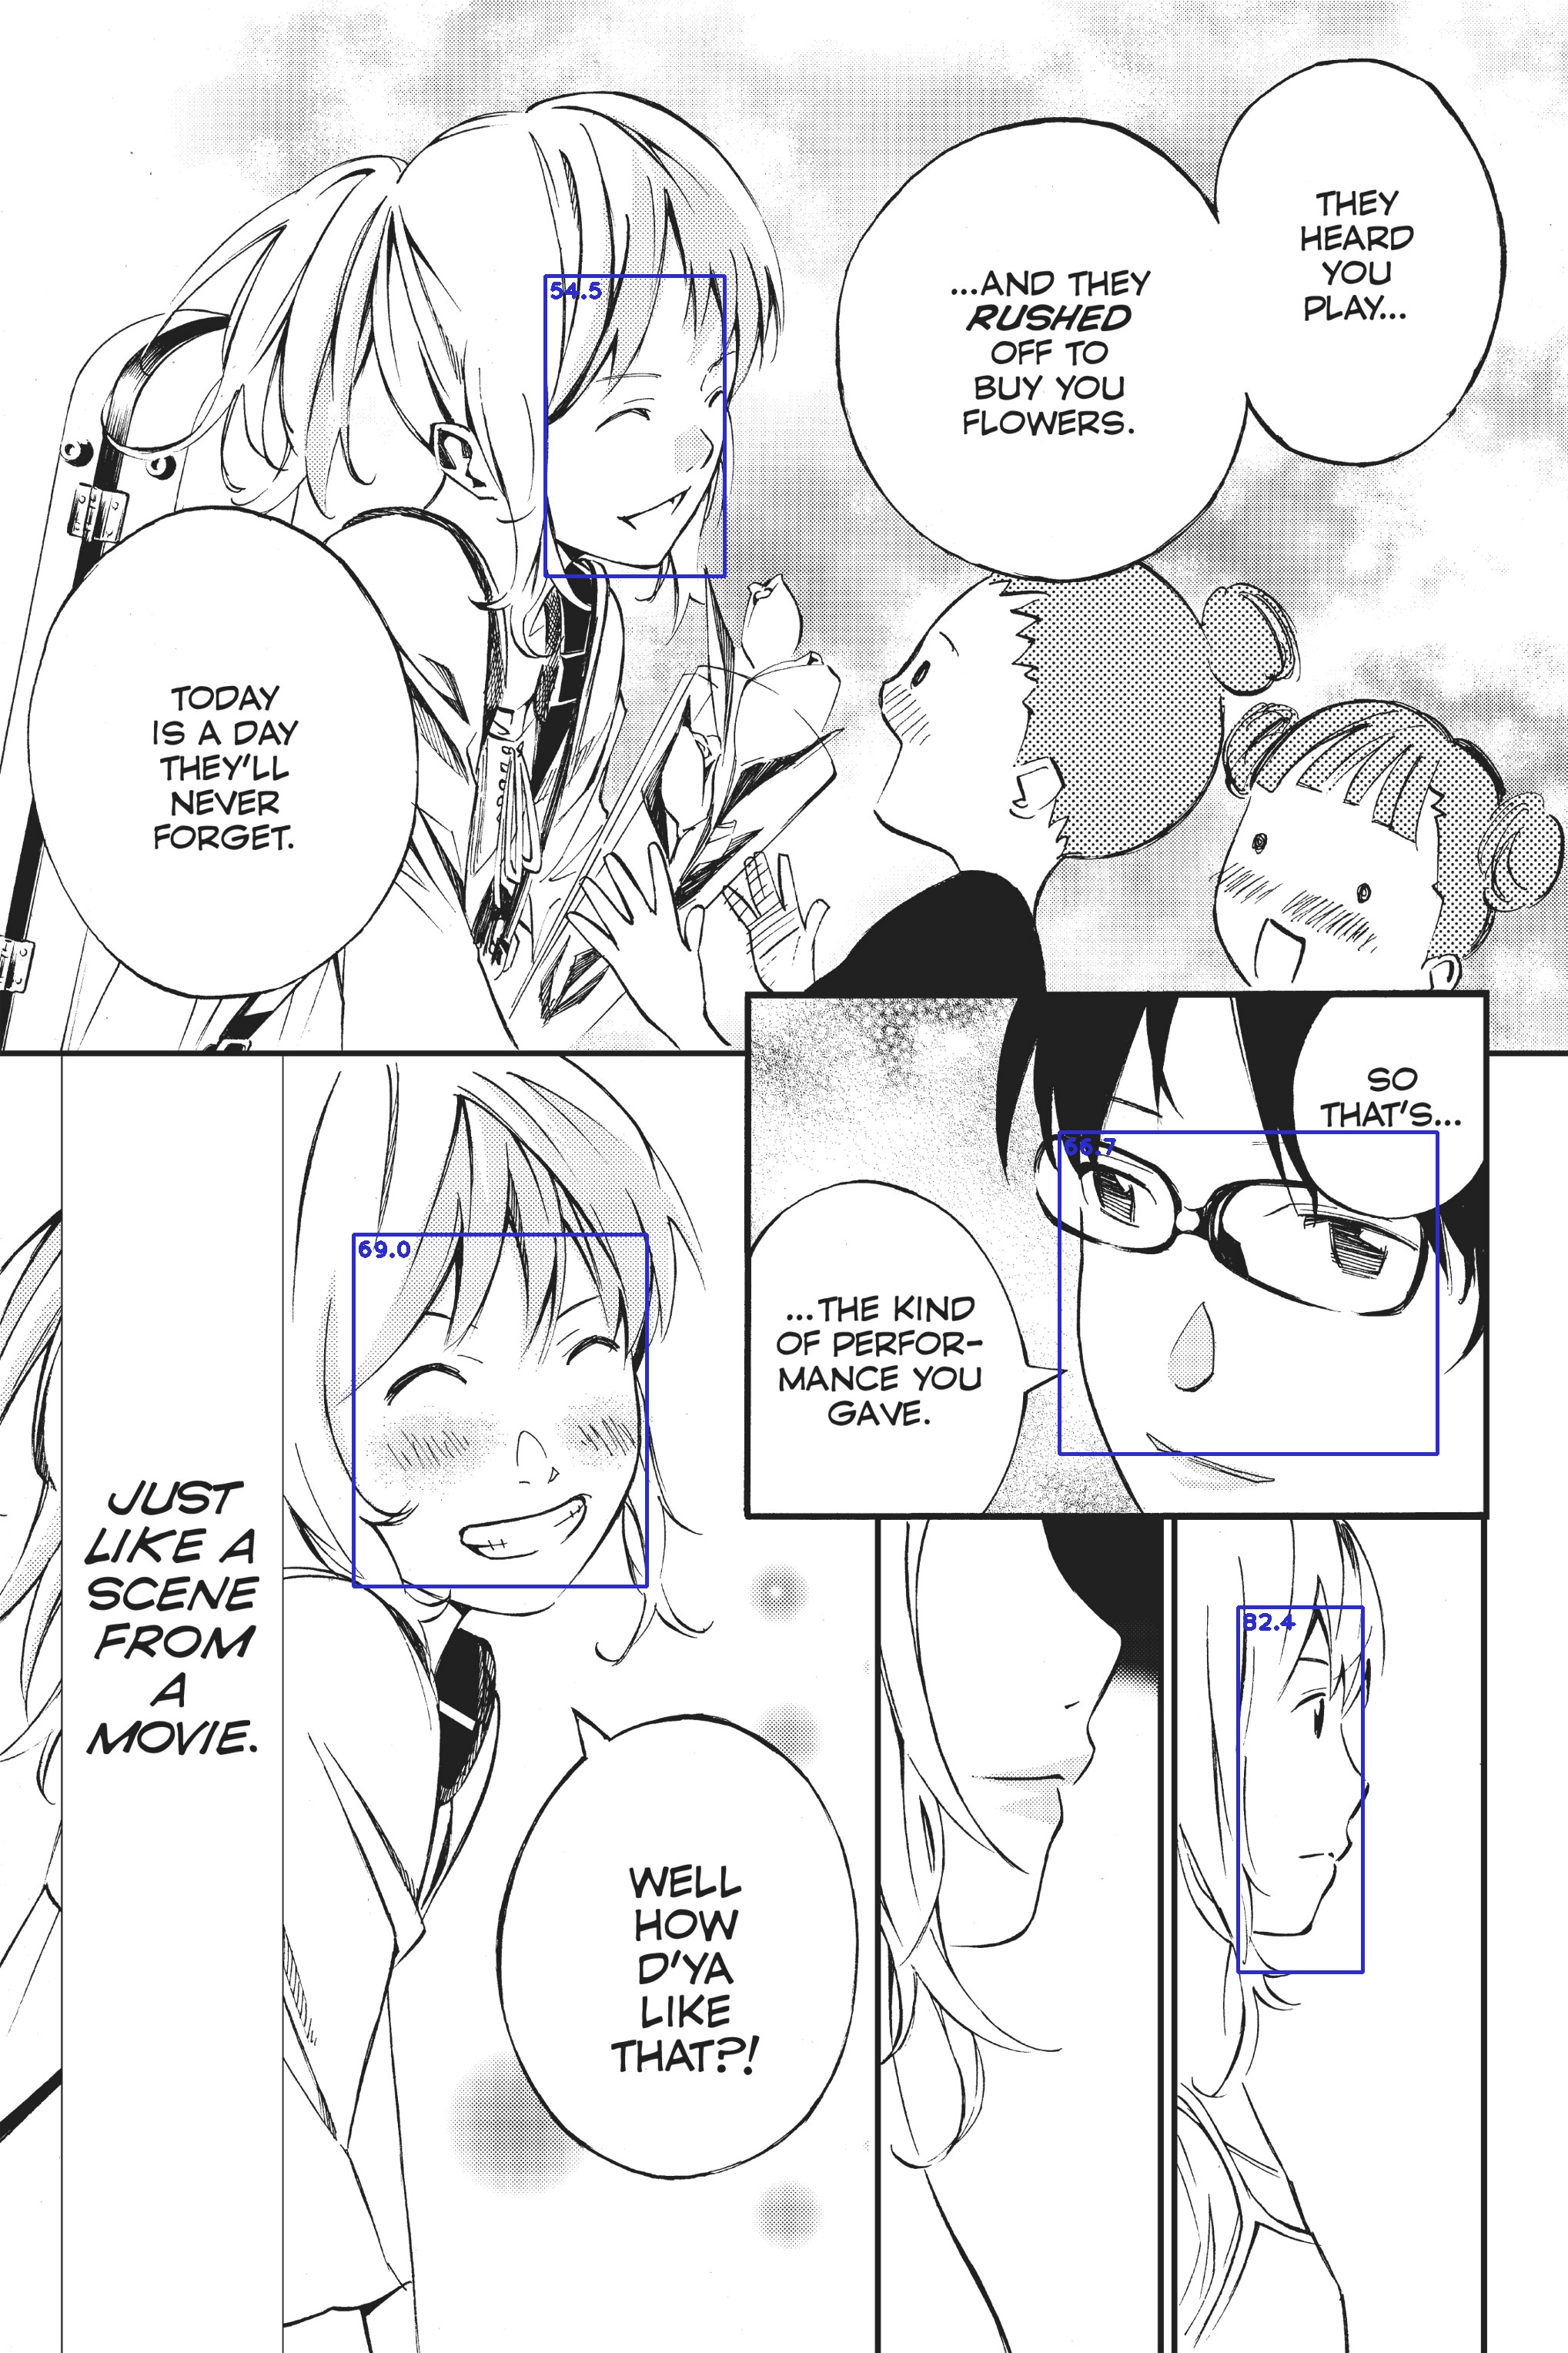 THEY
HEARD
YOU
PLAY...
...AND THEY
RUSHED
OFF TO
BUY YOU
FLOWERS.
TODAY
IS A DAY
THEY'LL
NEVER
FORGET.
SO
THAT'S...
...THE KIND
OF PERFOR-
MANCE YOU
GAVE.
WELL
HOW
D'YA
LIKE
THAT?!
JUST
LIKE A
SCENE
FROM
A
MOVIE.
54.5
66.7
69.0
82.4